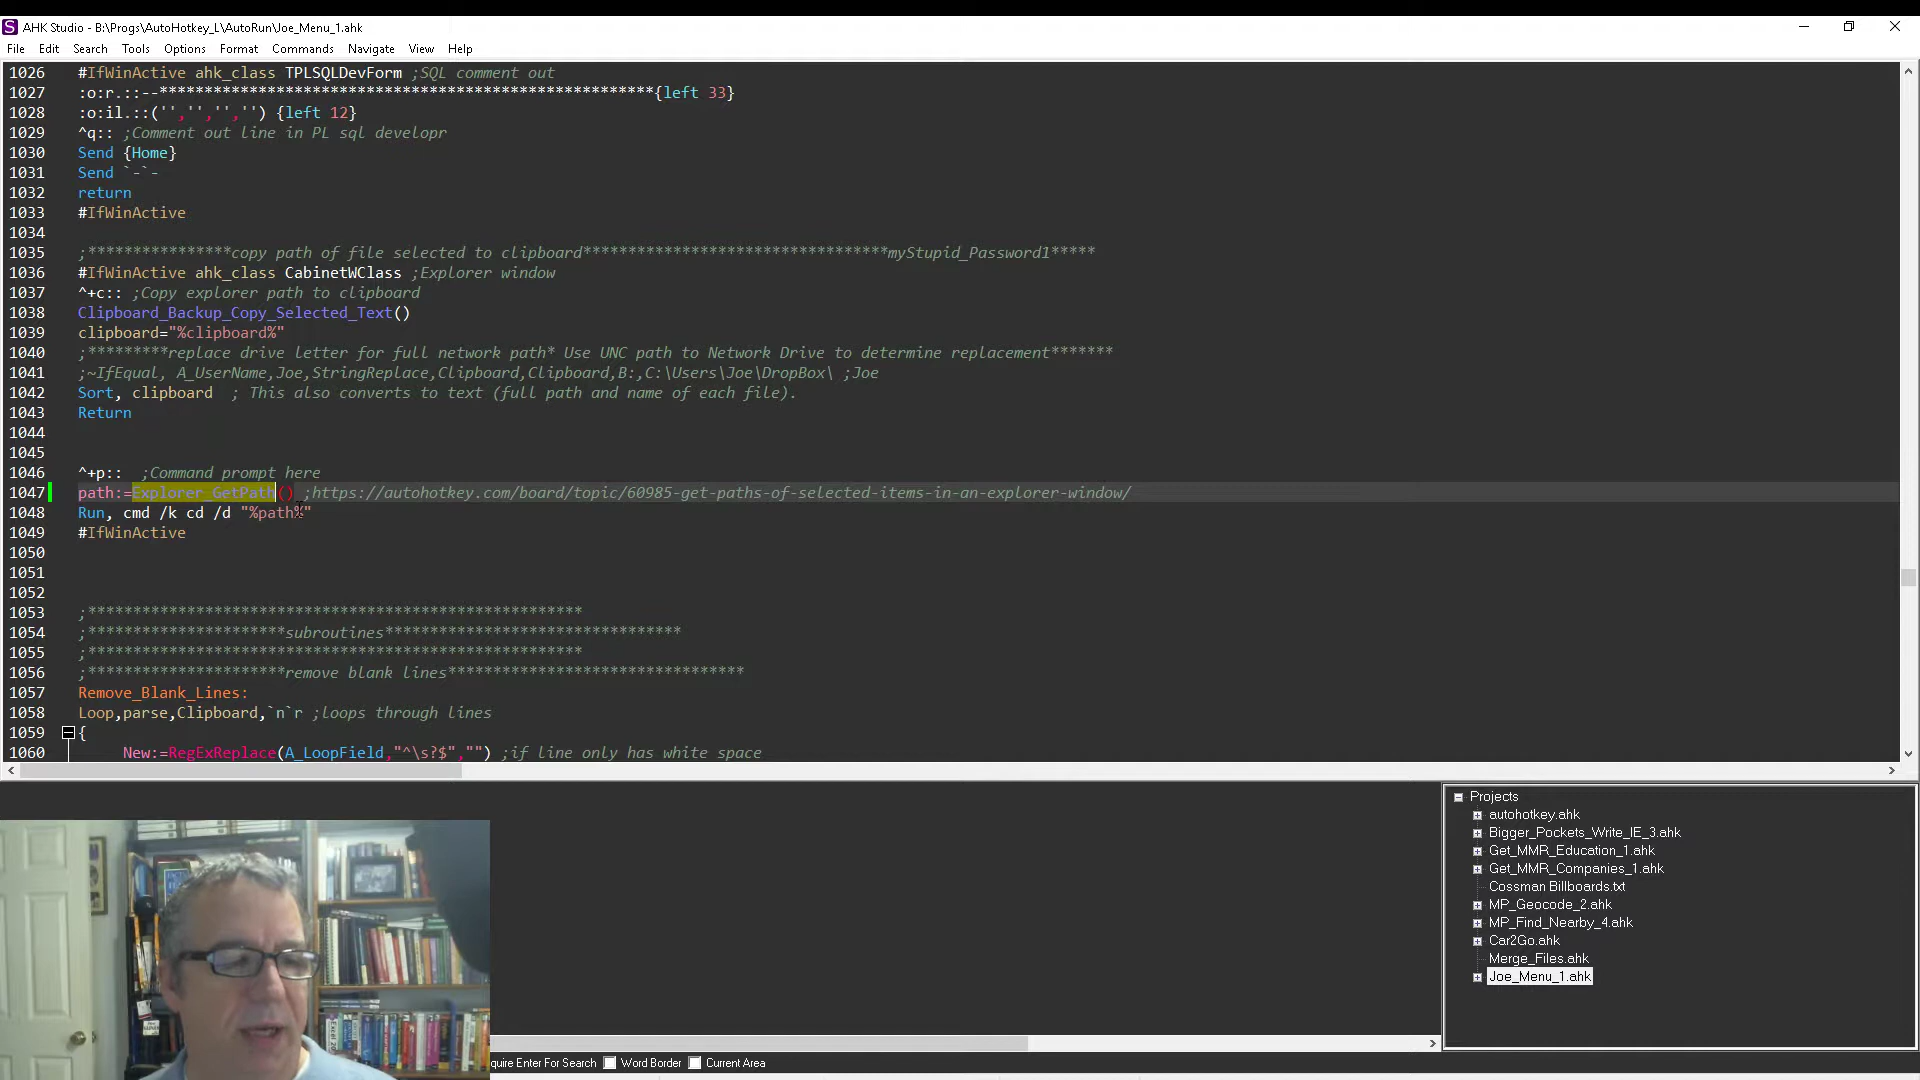 AHK Studio - B:\Progs\AutoHotkey_L\AutoRun\Joe_Menu_1.ahk
File Edit Search Tools Options Format Commands Navigate View Help
1026 #IfWinActive ahk_class TPLSQLDevForm ;SQL comment out
1027 :o:r.::--*******************************************************{left 33}
1028 :o:il.::('','','','') {left 12}
1029 ^q:: ;Comment out line in PL sql developr
1030 Send {Home}
1031 Send `-`-
1032 return
1033 #IfWinActive
1034
1035 ;****************copy path of file selected to clipboard**********************************myStupid_Password1*****
1036 #IfWinActive ahk_class CabinetWClass ;Explorer window
1037 ^+c:: ;Copy explorer path to clipboard
1038 Clipboard_Backup_Copy_Selected_Text()
1039 clipboard="%clipboard%"
1040 ;*********replace drive letter for full network path* Use UNC path to Network Drive to determine replacement*******
1041 ;~IfEqual, A_UserName,Joe,StringReplace,Clipboard,Clipboard,B:,C:\Users\Joe\DropBox\ ;Joe
1042 Sort, clipboard ; This also converts to text (full path and name of each file).
1043 Return
1044
1045
1046 ^+p:: ;Command prompt here
1047 path:=Explorer_GetPath() ;https://autohotkey.com/board/topic/60985-get-paths-of-selected-items-in-an-explorer-window/
1048 Run, cmd /k cd /d "%path%"
1049 #IfWinActive
1050
1051
1052
1053 ;*******************************************************
1054 ;**********************subroutines*********************************
1055 ;*******************************************************
1056 ;**********************remove blank lines*********************************
1057 Remove_Blank_Lines:
1058 Loop,parse,Clipboard,`n`r ;loops through lines
1059 {
1060 New:=RegExReplace(A_LoopField,"^\s?$","") ;if line only has white space
Projects
autohotkey.ahk
Bigger_Pockets_Write_IE_3.ahk
Get_MMR_Education_1.ahk
Get_MMR_Companies_1.ahk
Cossman Billboards.txt
MP_Geocode_2.ahk
MP_Find_Nearby_4.ahk
Car2Go.ahk
Merge_Files.ahk
Joe_Menu_1.ahk
quire Enter For Search Word Border Current Area